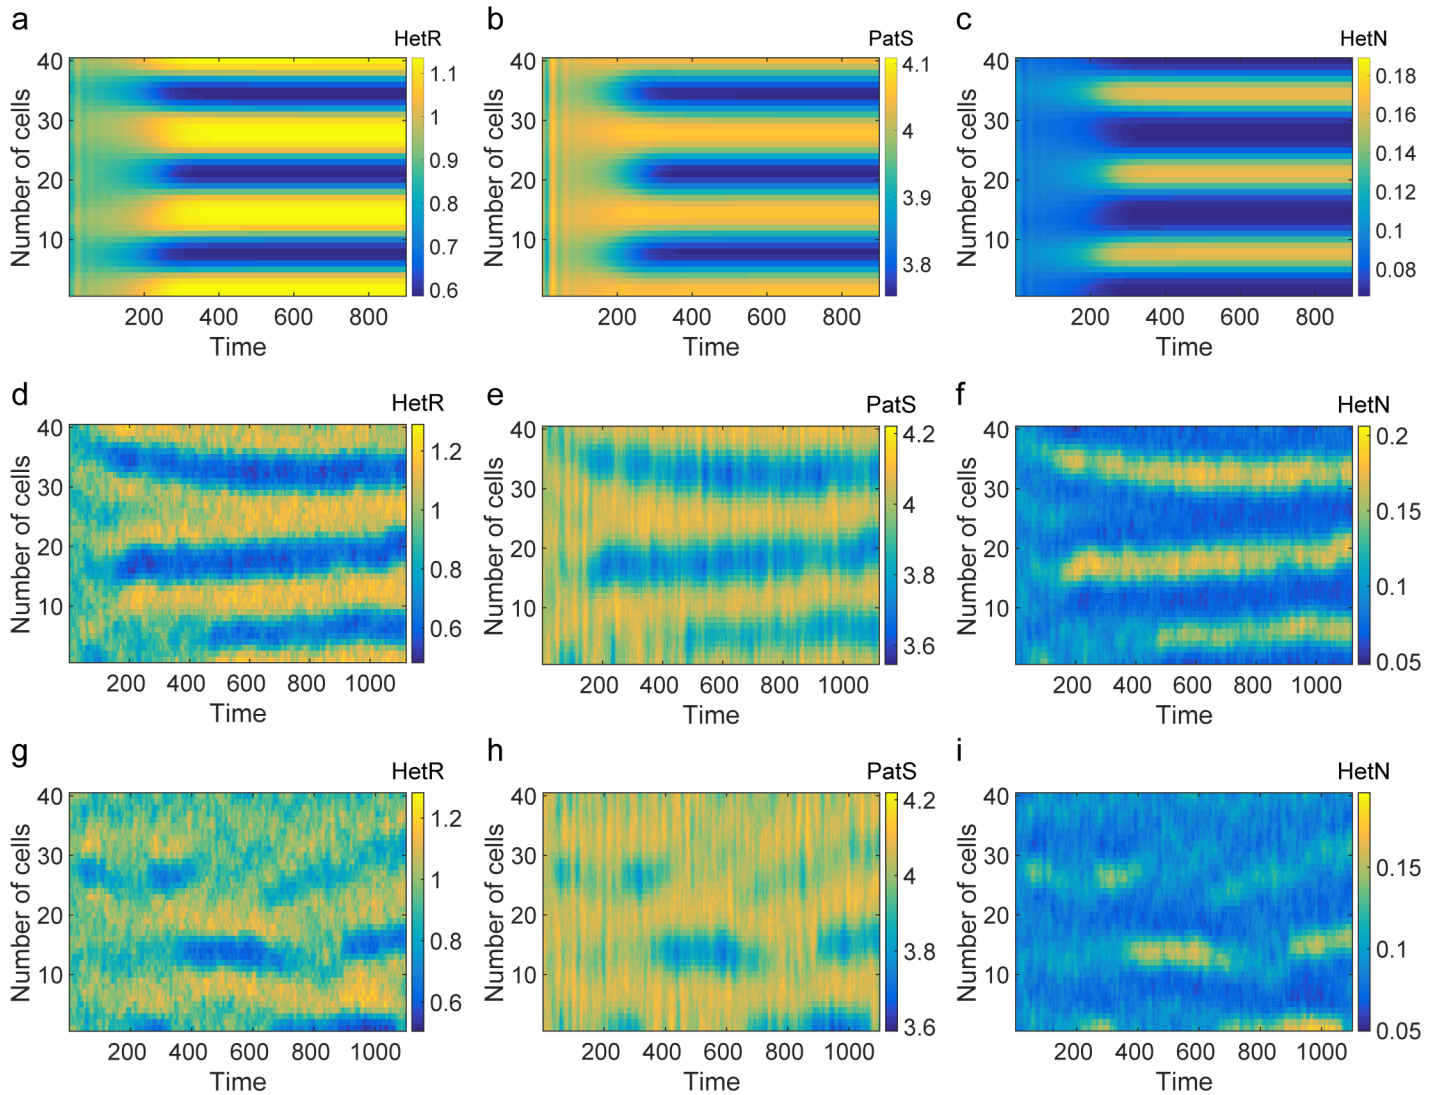 a
HetR
Number of cells
40
30
20
10
200 400 600 800
Time
1.1
1
0.9
0.8
0.7
0.6
b
PatS
Number of cells
40
30
20
10
200 400 600 800
Time
4.1
4
3.9
3.8
c
HetN
Number of cells
40
30
20
10
200 400 600 800
Time
0.18
0.16
0.14
0.12
0.1
0.08
d
HetR
Number of cells
40
30
20
10
200 400 600 800 1000
Time
1.2
1
0.8
0.6
e
PatS
Number of cells
40
30
20
10
200 400 600 800 1000
Time
4.2
4
3.8
3.6
f
HetN
Number of cells
40
30
20
10
200 400 600 800 1000
Time
0.2
0.15
0.1
0.05
g
HetR
Number of cells
40
30
20
10
200 400 600 800 1000
Time
1.2
1
0.8
0.6
h
PatS
Number of cells
40
30
20
10
200 400 600 800 1000
Time
4.2
4
3.8
3.6
i
HetN
Number of cells
40
30
20
10
200 400 600 800 1000
Time
0.15
0.1
0.05